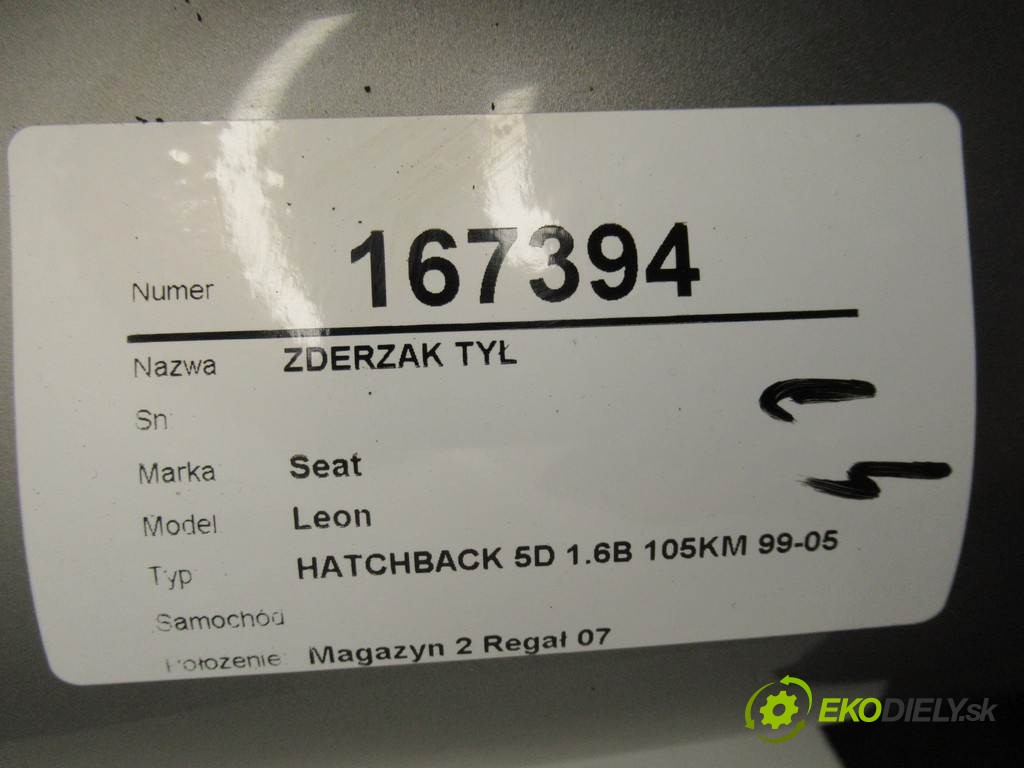 Numer 167394
Nazwa ZDERZAK TYŁ
Sn
Marka Seat
Model Leon
Typ HATCHBACK 5D 1.6B 105KM 99-05
Samochód
Położenie Magazyn 2 Regał 07
EKODIELY.sk